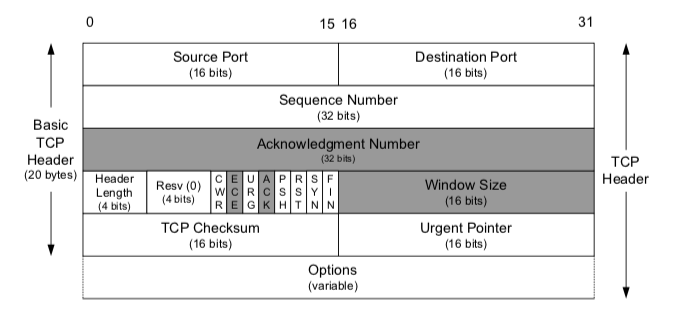 0 15 16 31
Source Port
(16 bits)
Destination Port
(16 bits)
Sequence Number
(32 bits)
Basic
TCP
Header
(20 bytes)
Acknowledgment Number
(32 bits)
TCP
Header
Header
Length
(4 bits)
Resv (0)
(4 bits)
CWR
ECE
URG
ACK
PSH
RST
SYN
FIN
Window Size
(16 bits)
TCP Checksum
(16 bits)
Urgent Pointer
(16 bits)
Options
(variable)